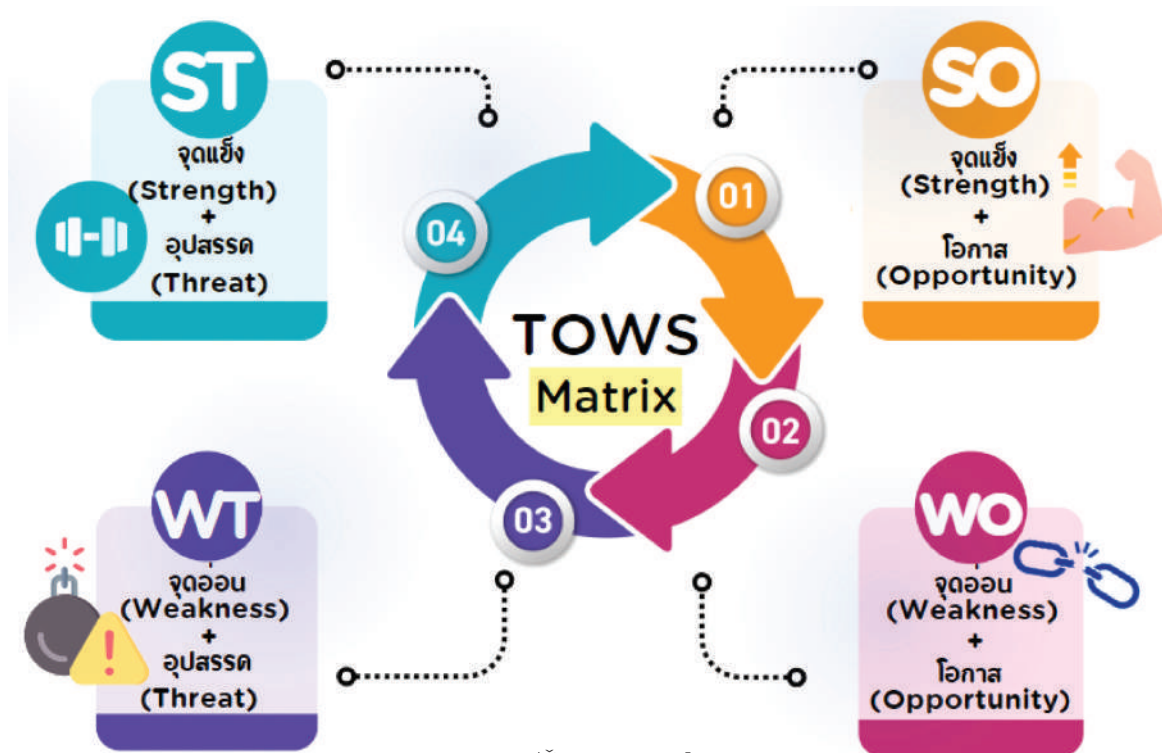 ST
จุดแข็ง
(Strength)
+
อุปสรรค
(Threat)
SO
จุดแข็ง
(Strength)
+
โอกาส
(Opportunity)
04
01
TOWS
Matrix
03
02
WT
จุดอ่อน
(Weakness)
+
อุปสรรค
(Threat)
WO
จุดอ่อน
(Weakness)
+
โอกาส
(Opportunity)